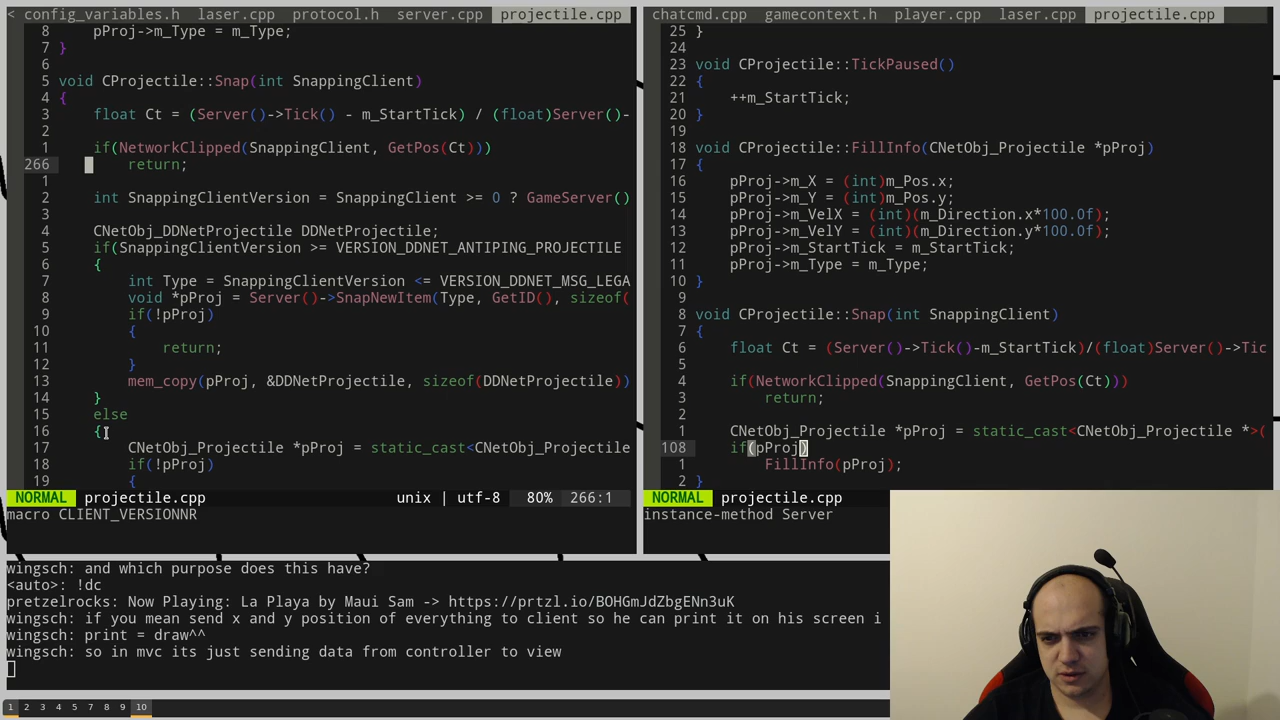 < config_variables.h laser.cpp protocol.h server.cpp projectile.cpp
8 pProj->m_Type = m_Type;
7 }
6
5 void CProjectile::Snap(int SnappingClient)
4 {
3 float Ct = (Server()->Tick() - m_StartTick) / (float)Server()-
2
1 if(NetworkClipped(SnappingClient, GetPos(Ct)))
266 return;
1
2 int SnappingClientVersion = SnappingClient >= 0 ? GameServer()
3
4 CNetObj_DDNetProjectile DDNetProjectile;
5 if(SnappingClientVersion >= VERSION_DDNET_ANTIPING_PROJECTILE
6 {
7 int Type = SnappingClientVersion <= VERSION_DDNET_MSG_LEGA
8 void *pProj = Server()->SnapNewItem(Type, GetID(), sizeof(
9 if(!pProj)
10 {
11 return;
12 }
13 mem_copy(pProj, &DDNetProjectile, sizeof(DDNetProjectile))
14 }
15 else
16 {
17 CNetObj_Projectile *pProj = static_cast<CNetObj_Projectile
18 if(!pProj)
19 {
NORMAL projectile.cpp unix | utf-8 80% 266:1
macro CLIENT_VERSIONNR
chatcmd.cpp gamecontext.h player.cpp laser.cpp projectile.cpp
25 }
24
23 void CProjectile::TickPaused()
22 {
21 ++m_StartTick;
20 }
19
18 void CProjectile::FillInfo(CNetObj_Projectile *pProj)
17 {
16 pProj->m_X = (int)m_Pos.x;
15 pProj->m_Y = (int)m_Pos.y;
14 pProj->m_VelX = (int)(m_Direction.x*100.0f);
13 pProj->m_VelY = (int)(m_Direction.y*100.0f);
12 pProj->m_StartTick = m_StartTick;
11 pProj->m_Type = m_Type;
10 }
9
8 void CProjectile::Snap(int SnappingClient)
7 {
6 float Ct = (Server()->Tick()-m_StartTick)/(float)Server()->Tic
5
4 if(NetworkClipped(SnappingClient, GetPos(Ct)))
3 return;
2
1 CNetObj_Projectile *pProj = static_cast<CNetObj_Projectile *>(
108 if(pProj)
1 FillInfo(pProj);
2 }
NORMAL projectile.cpp
instance-method Server
wingsch: and which purpose does this have?
<auto>: !dc
pretzelrocks: Now Playing: La Playa by Maui Sam -> https://prtzl.io/BOHGmJdZbgENn3uK
wingsch: if you mean send x and y position of everything to client so he can print it on his screen i
wingsch: print = draw^^
wingsch: so in mvc its just sending data from controller to view
1 2 3 4 5 6 7 8 9 10